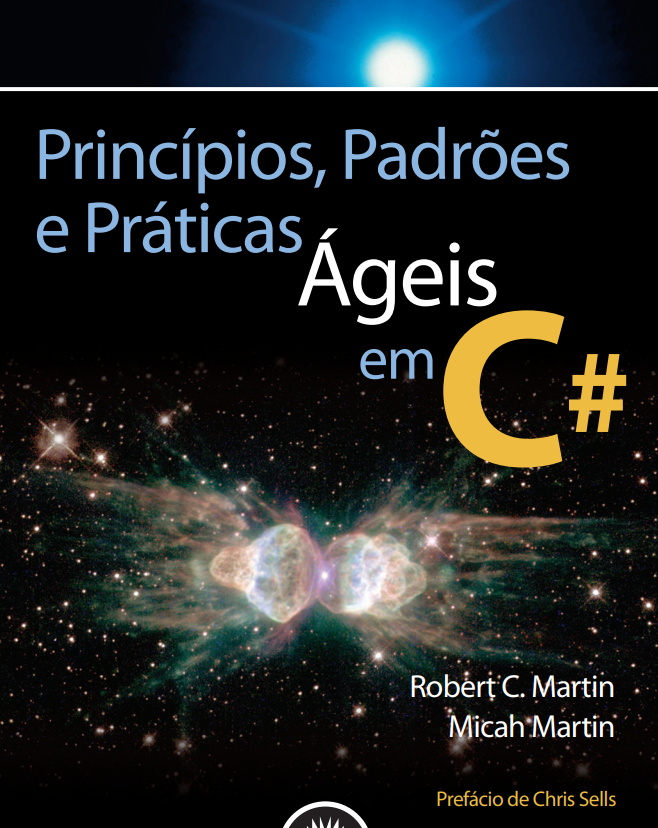 Princípios, Padrões
e Práticas
Ágeis
em C#
Robert C. Martin
Micah Martin
Prefácio de Chris Sells